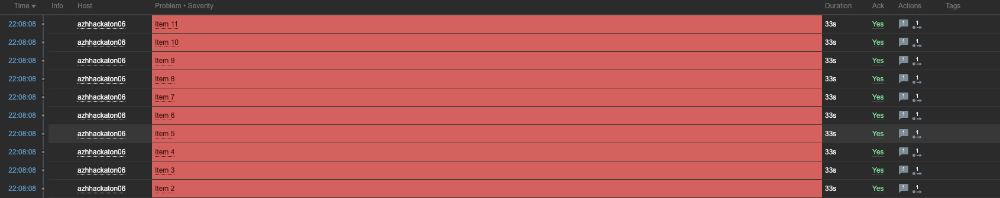 Time Info Host Problem • Severity Duration Ack Actions Tags
22:08:08 azhhackaton06 Item 11 33s Yes 1 1
22:08:08 azhhackaton06 Item 10 33s Yes 1 1
22:08:08 azhhackaton06 Item 9 33s Yes 1 1
22:08:08 azhhackaton06 Item 8 33s Yes 1 1
22:08:08 azhhackaton06 Item 7 33s Yes 1 1
22:08:08 azhhackaton06 Item 6 33s Yes 1 1
22:08:08 azhhackaton06 Item 5 33s Yes 1 1
22:08:08 azhhackaton06 Item 4 33s Yes 1 1
22:08:08 azhhackaton06 Item 3 33s Yes 1 1
22:08:08 azhhackaton06 Item 2 33s Yes 1 1